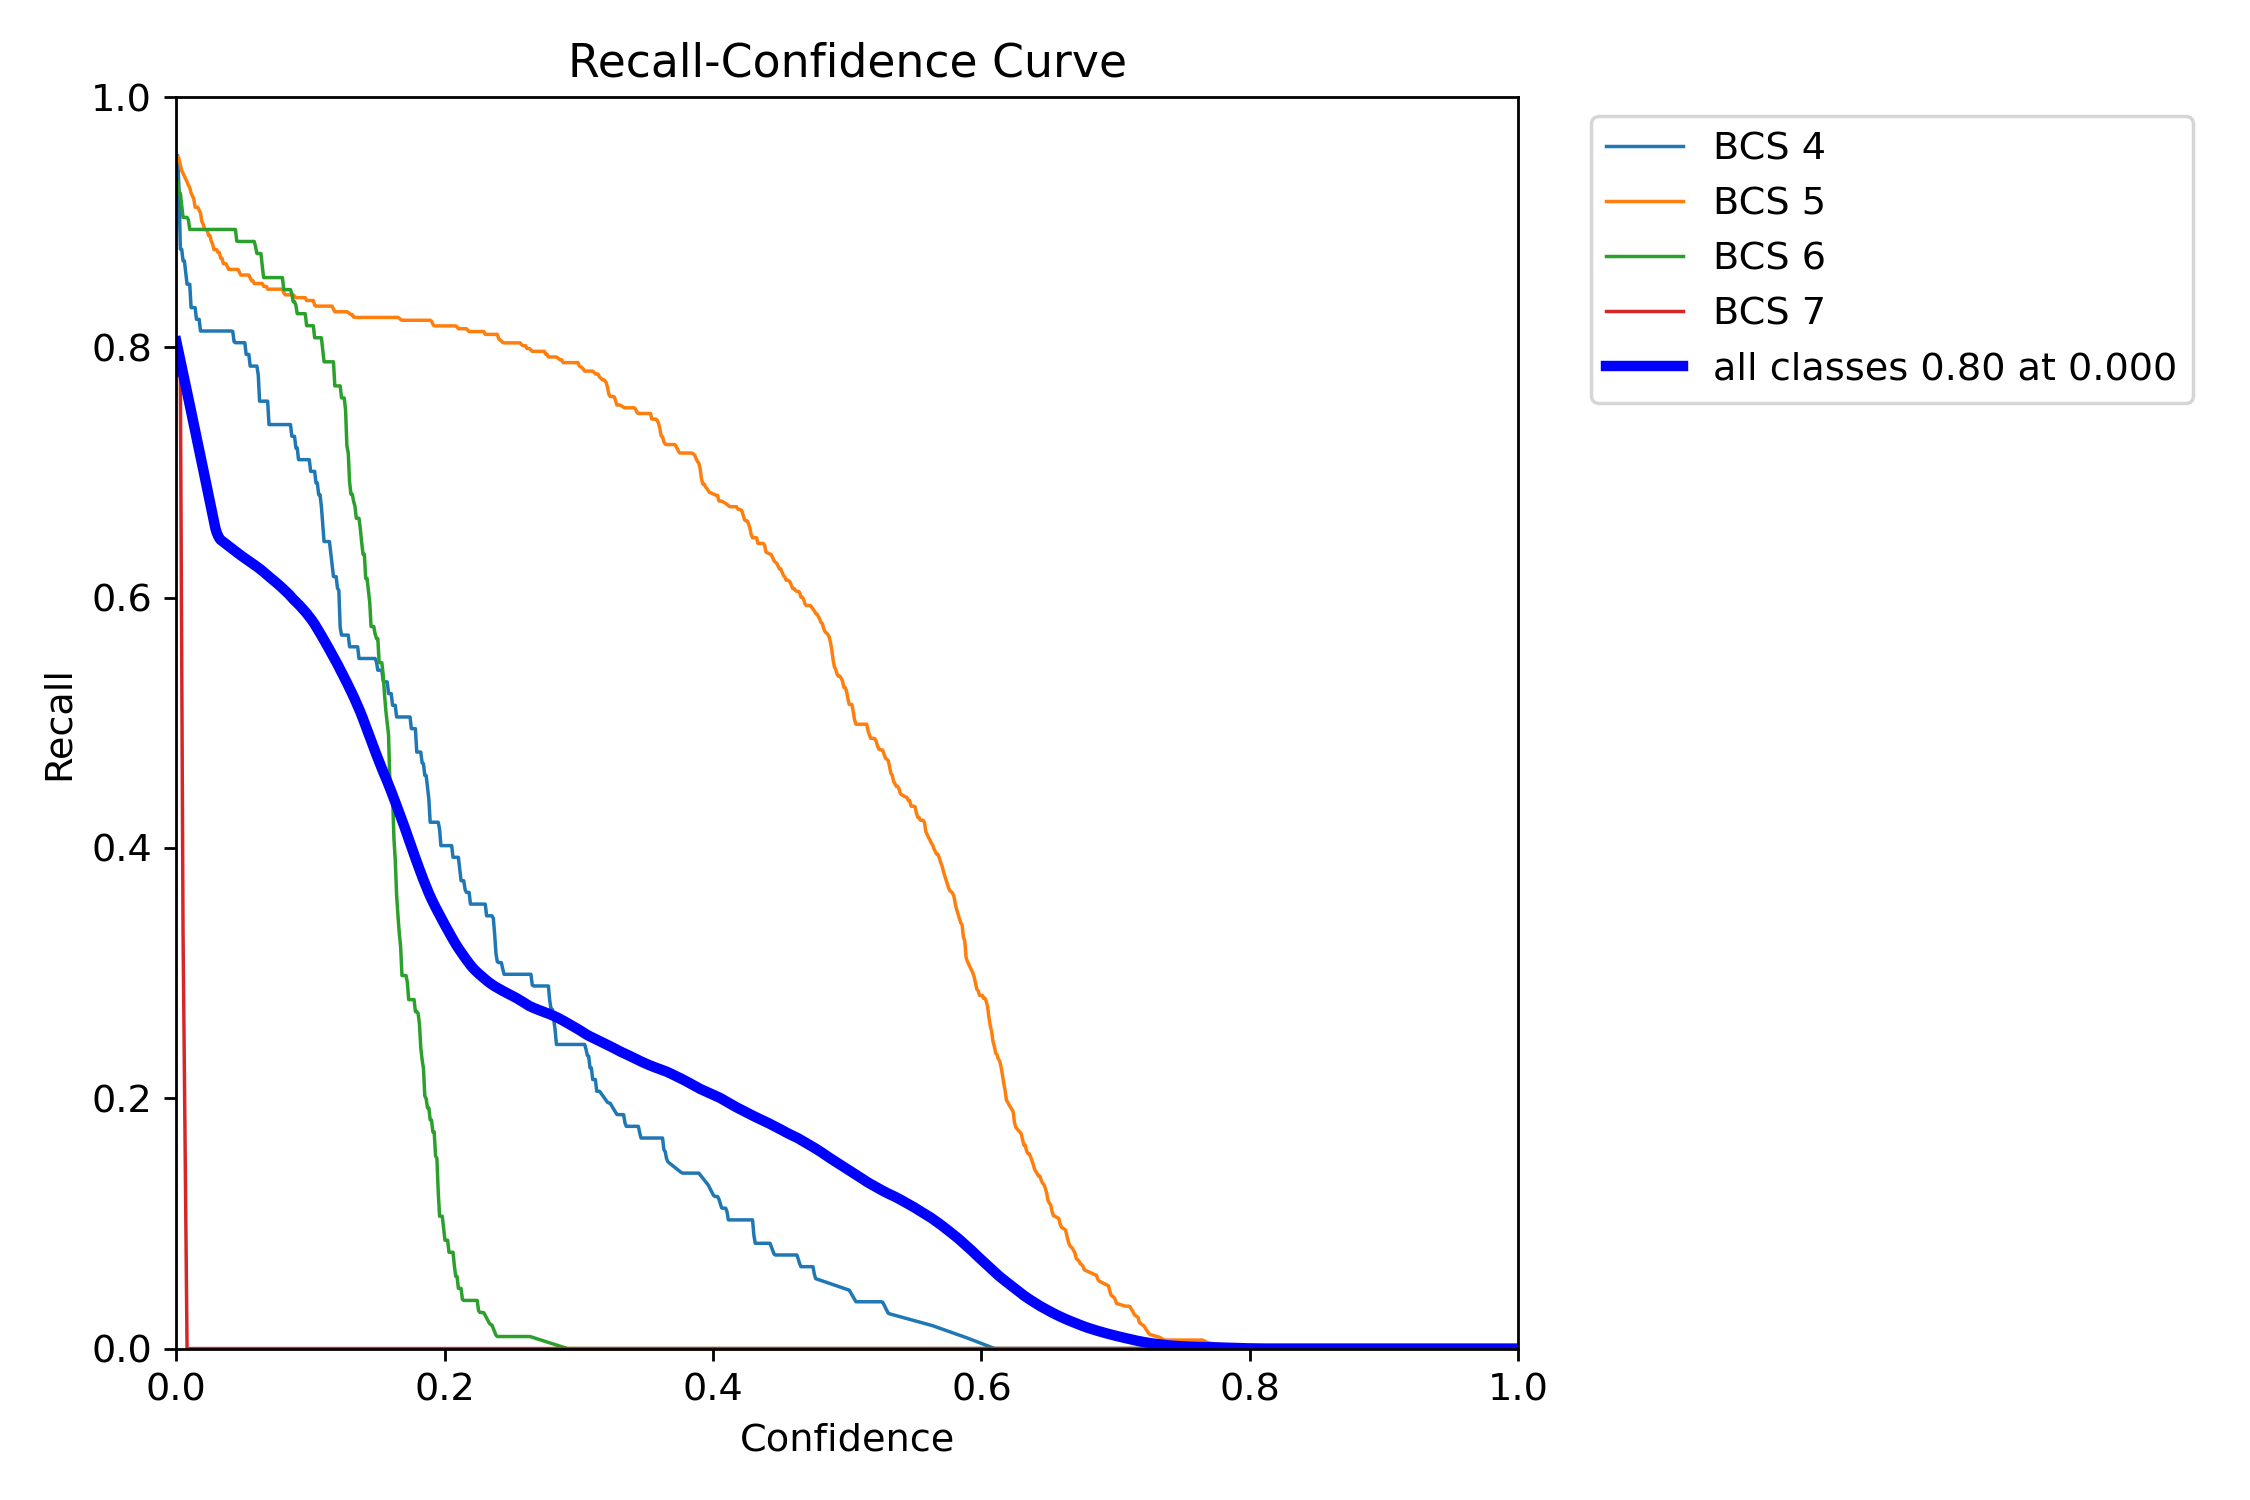 Recall-Confidence Curve
1.0
0.8
0.6
0.4
0.2
0.0
Recall
0.0 0.2 0.4 0.6 0.8 1.0
Confidence
BCS 4
BCS 5
BCS 6
BCS 7
all classes 0.80 at 0.000